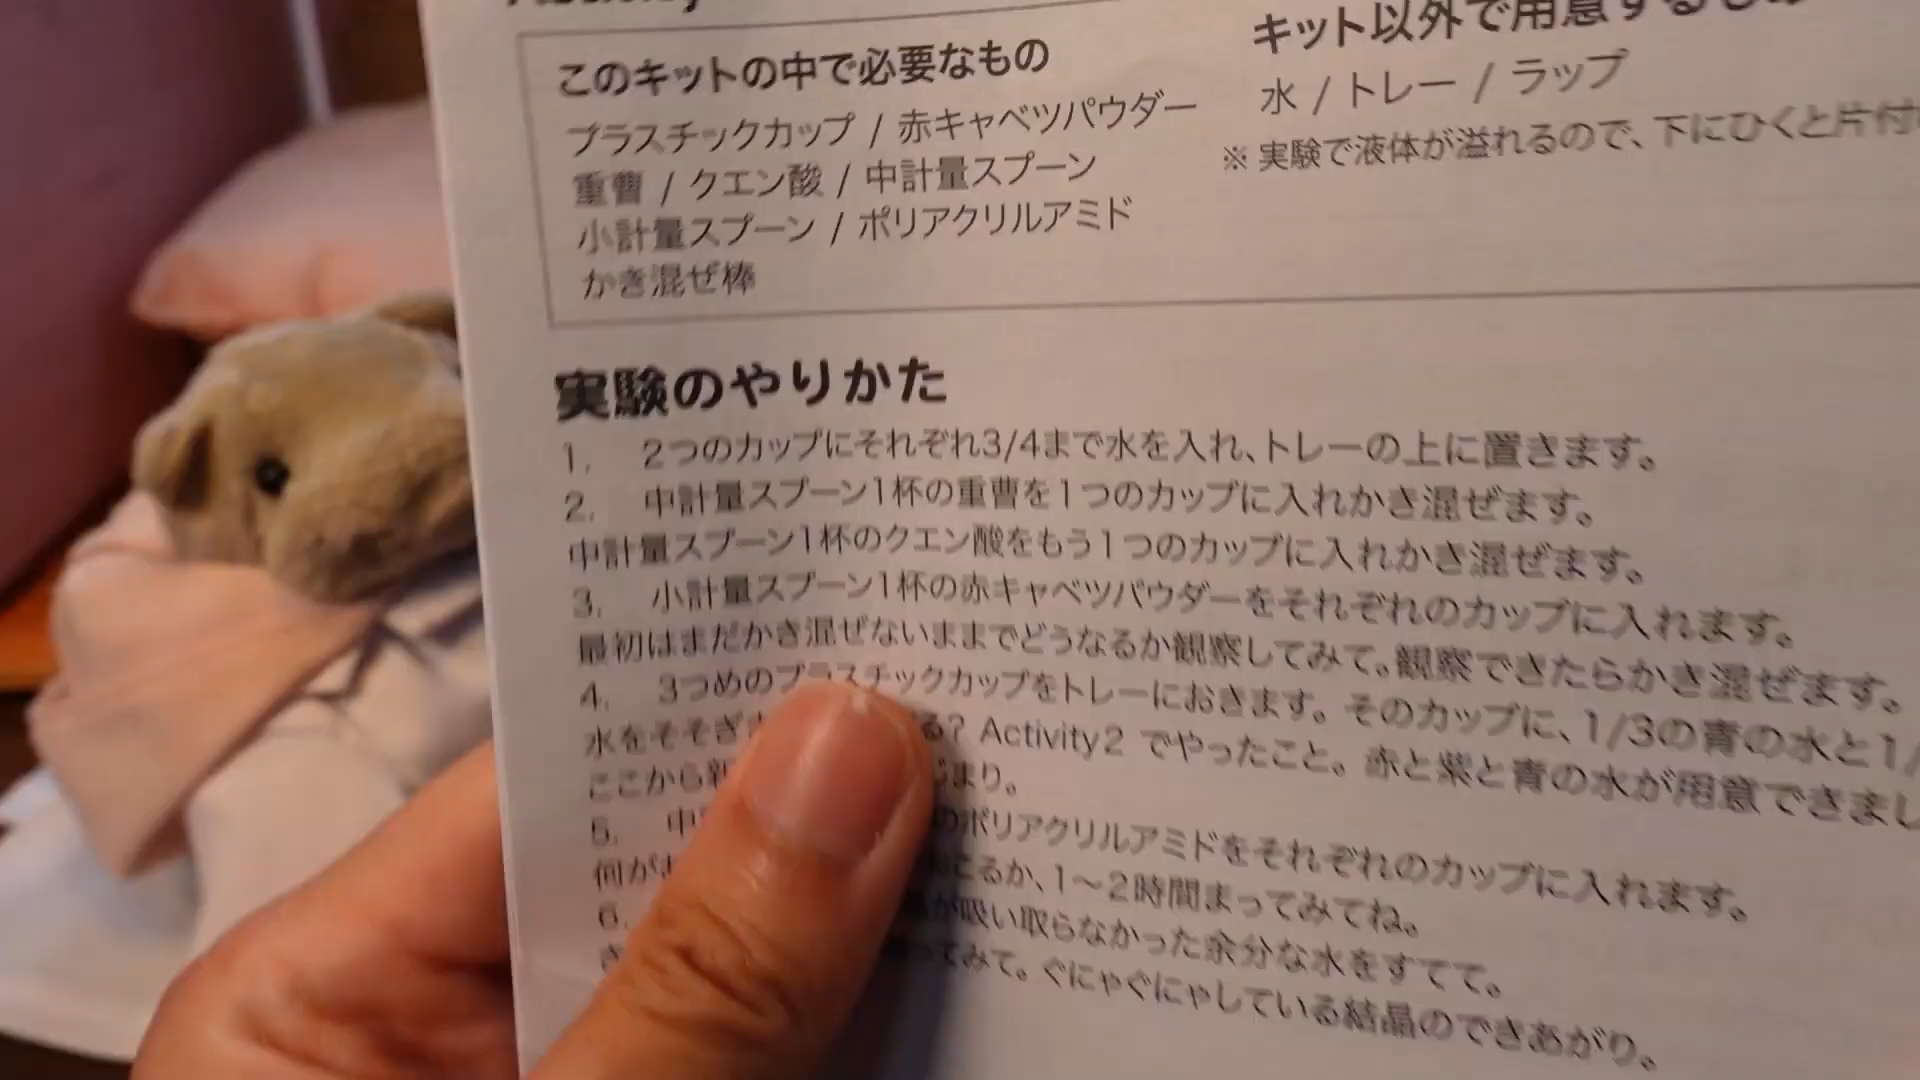 このキットの中で必要なもの
プラスチックカップ / 赤キャベツパウダー
重曹 / クエン酸 / 中計量スプーン
小計量スプーン / ポリアクリルアミド
かき混ぜ棒
キット以外で用意するもの
水 / トレー / ラップ
※ 実験で液体が溢れるので、下にひくと片付
実験のやりかた
1. 2つのカップにそれぞれ3/4まで水を入れ、トレーの上に置きます。
2. 中計量スプーン1杯の重曹を1つのカップに入れかき混ぜます。
中計量スプーン1杯のクエン酸をもう1つのカップに入れかき混ぜます。
3. 小計量スプーン1杯の赤キャベツパウダーをそれぞれのカップに入れます。
最初はまだかき混ぜないままでどうなるか観察してみて。観察できたらかき混ぜます。
4. 3つめのプラスチックカップをトレーにおきます。そのカップに、1/3の青の水と1/
水をそそぎ る? Activity2 でやったこと。赤と紫と青の水が用意できまし
ここから まり。
5. 中 のポリアクリルアミドをそれぞれのカップに入れます。
何が こるか、1〜2時間まってみてね。
6. が吸い取らなかった余分な水をすてて。
ってみて。ぐにゃぐにゃしている結晶のできあがり。